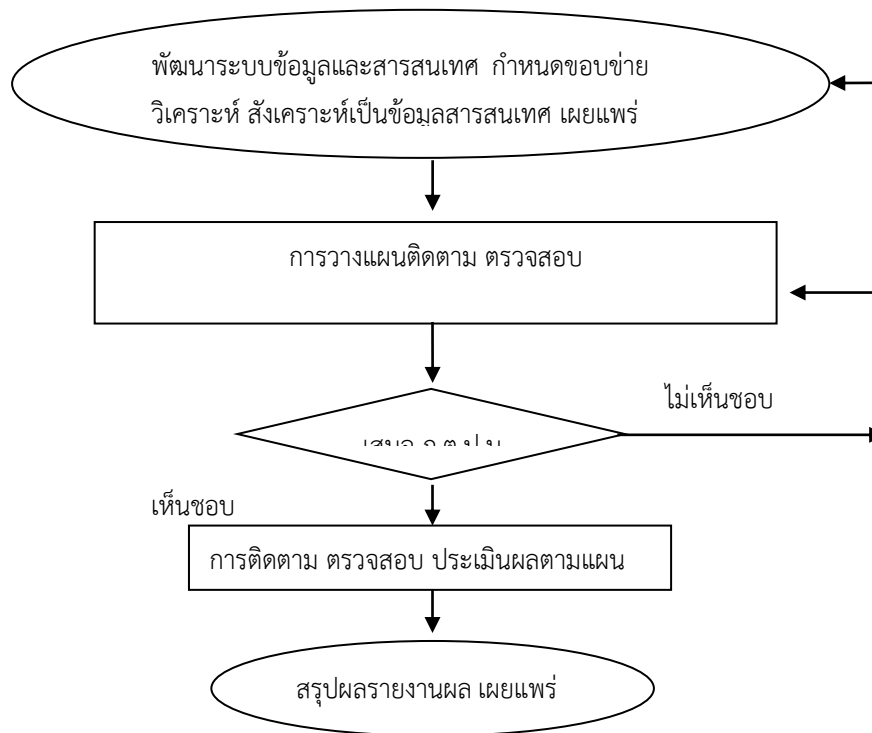 พัฒนาระบบข้อมูลและสารสนเทศ กำหนดขอบข่าย
วิเคราะห์ สังเคราะห์เป็นข้อมูลสารสนเทศ เผยแพร่
การวางแผนติดตาม ตรวจสอบ
ไม่เห็นชอบ
เสนอ ก.ต.ป.น
เห็นชอบ
การติดตาม ตรวจสอบ ประเมินผลตามแผน
สรุปผลรายงานผล เผยแพร่